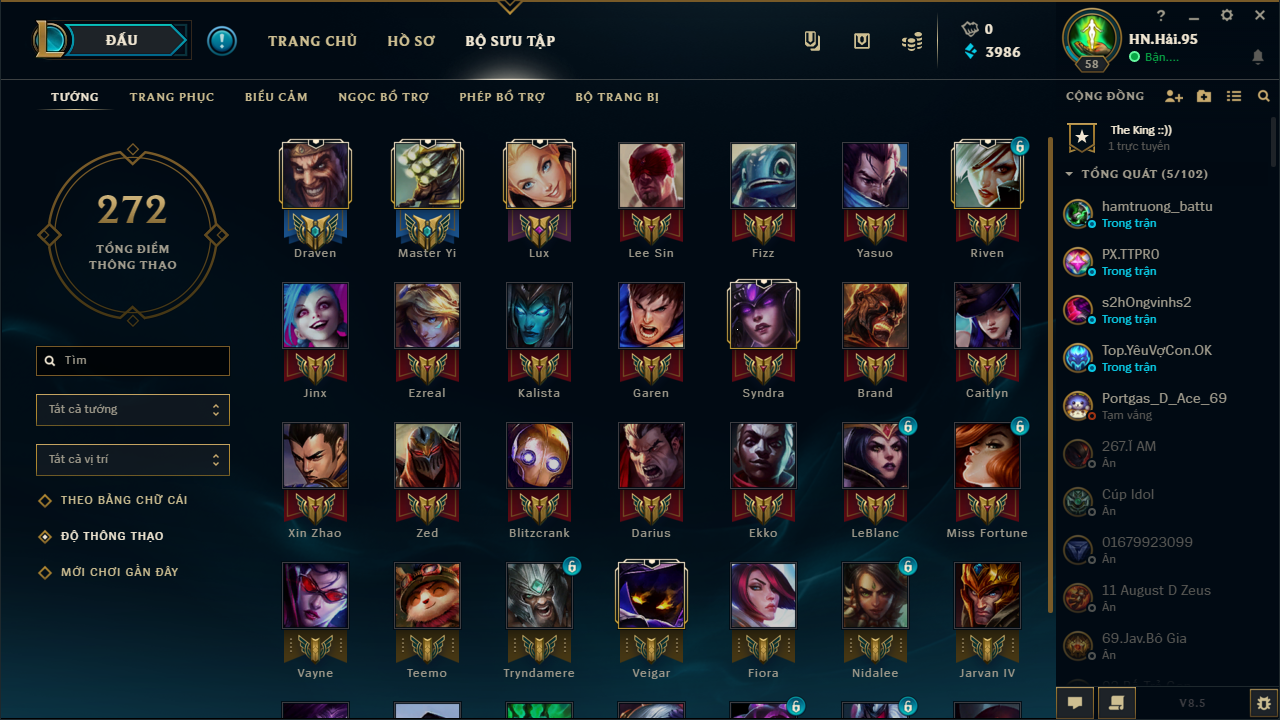 ĐẤU
TRANG CHỦ
HỒ SƠ
BỘ SƯU TẬP
0
3986
58
HN.Hải.95
Bận....
TƯỚNG
TRANG PHỤC
BIỂU CẢM
NGỌC BỔ TRỢ
PHÉP BỔ TRỢ
BỘ TRANG BỊ
CỘNG ĐỒNG
The King ::))
1 trực tuyến
TỔNG QUÁT (5/102)
hamtruong_battu
Trong trận
PX.TTPR0
Trong trận
s2hOngvinhs2
Trong trận
Top.YêuVợCon.OK
Trong trận
Portgas_D_Ace_69
Tạm vắng
267.Ĩ AM
Ẩn
Cúp Idol
Ẩn
01679923099
Ẩn
11 August D Zeus
Ẩn
69.Jav.Bô Gia
Ẩn
V8.5
272
TỔNG ĐIỂM
THÔNG THẠO
Tìm
Tất cả tướng
Tất cả vị trí
THEO BẢNG CHỮ CÁI
ĐỘ THÔNG THẠO
MỚI CHƠI GẦN ĐÂY
6
Draven
Master Yi
Lux
Lee Sin
Fizz
Yasuo
Riven
Jinx
Ezreal
Kalista
Garen
Syndra
Brand
Caitlyn
6
6
Xin Zhao
Zed
Blitzcrank
Darius
Ekko
LeBlanc
Miss Fortune
6
6
Vayne
Teemo
Tryndamere
Veigar
Fiora
Nidalee
Jarvan IV
6
6